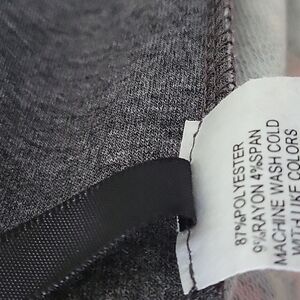 87%POLYESTER
9%RAYON 4%SPAN
MACHINE WASH COLD
WITH LIKE COLORS